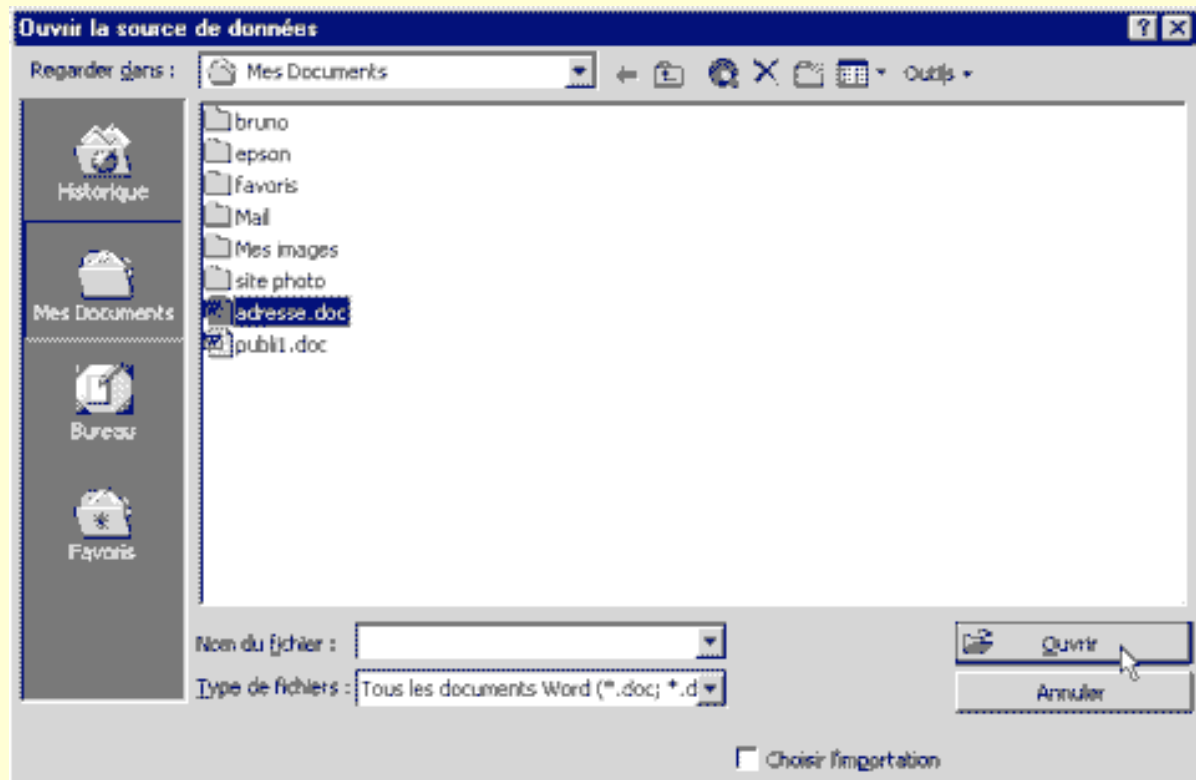 Ouvrir la source de données
Regarder dans :
Mes Documents
Outils
Historique
Mes Documents
Bureau
Favoris
bruno
epson
favoris
Mail
Mes images
site photo
adresse.doc
publi1.doc
Nom du fichier :
Type de fichiers :
Tous les documents Word (*.doc; *.d
Ouvrir
Annuler
Choisir l'importation